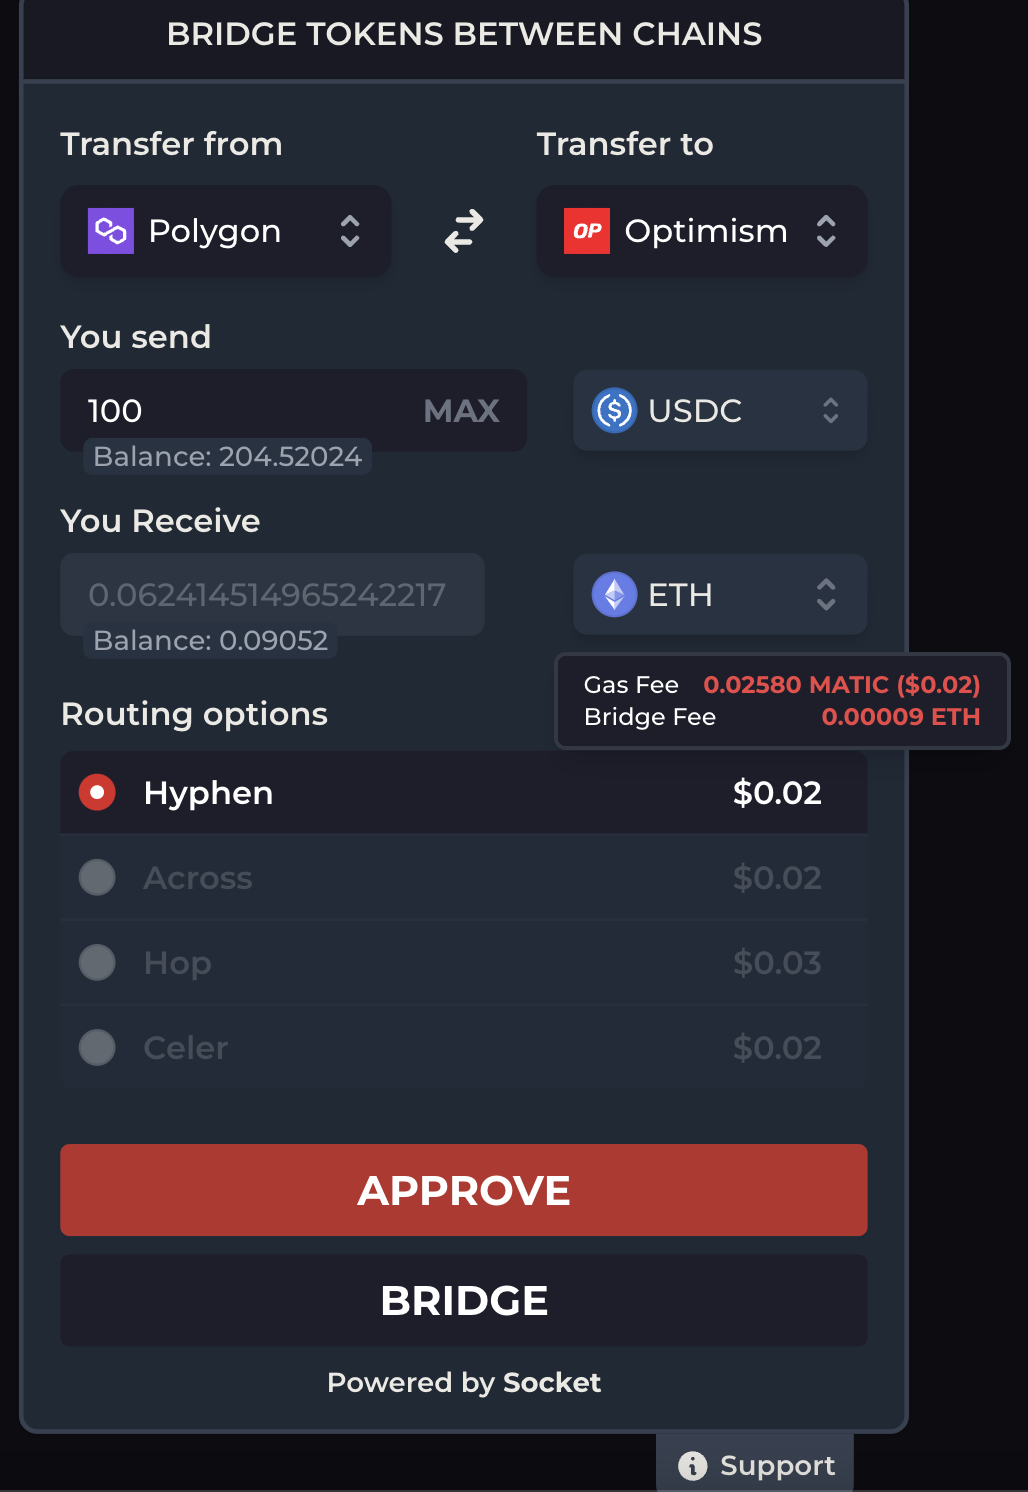 BRIDGE TOKENS BETWEEN CHAINS
Transfer from
Transfer to
Polygon
OP Optimism
You send
100 MAX
USDC
Balance: 204.52024
You Receive
0.062414514965242217
ETH
Balance: 0.09052
Gas Fee 0.02580 MATIC ($0.02)
Bridge Fee 0.00009 ETH
Routing options
Hyphen $0.02
Across $0.02
Hop $0.03
Celer $0.02
APPROVE
BRIDGE
Powered by Socket
Support